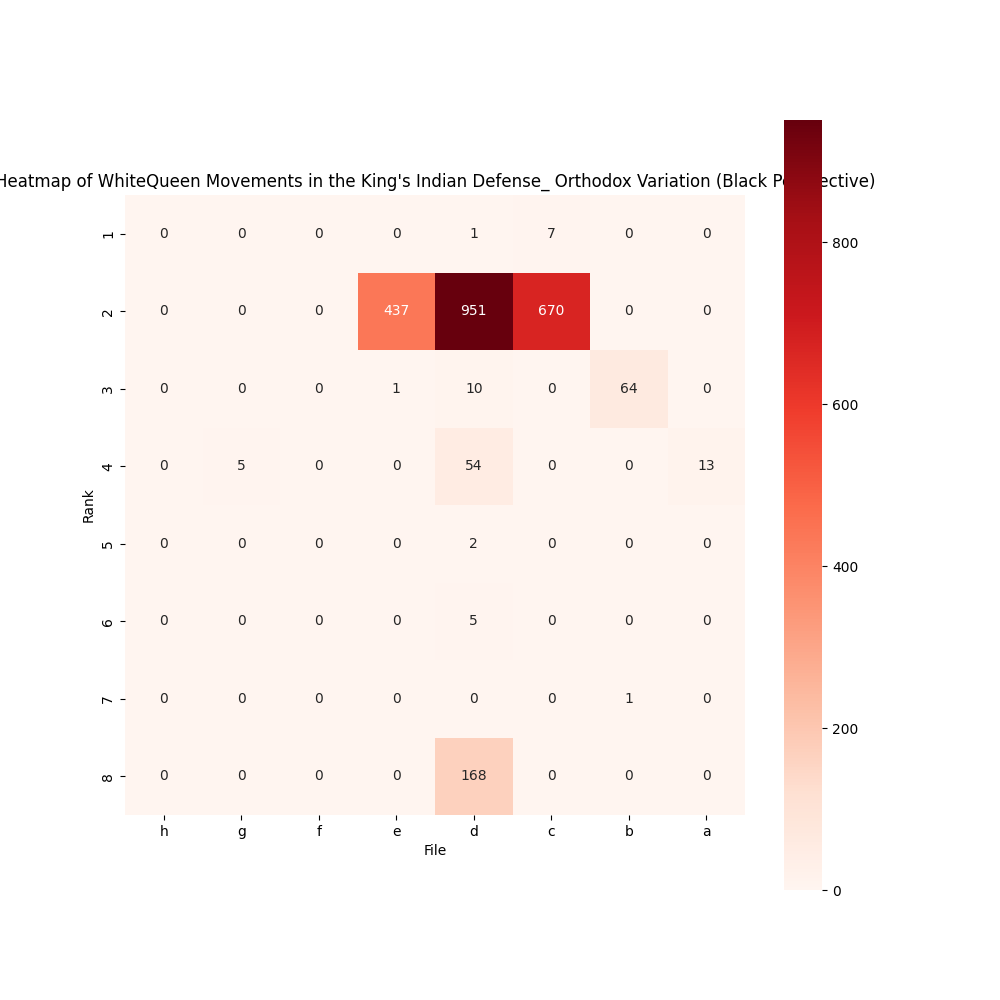 Heatmap of WhiteQueen Movements in the King's Indian Defense_ Orthodox Variation (Black P ective)
1 0 0 0 0 1 7 0 0
2 0 0 0 437 951 670 0 0
3 0 0 0 1 10 0 64 0
4 0 5 0 0 54 0 0 13
Rank
5 0 0 0 0 2 0 0 0
6 0 0 0 0 5 0 0 0
7 0 0 0 0 0 0 1 0
8 0 0 0 0 168 0 0 0
h g f e d c b a
File
800
600
400
200
0